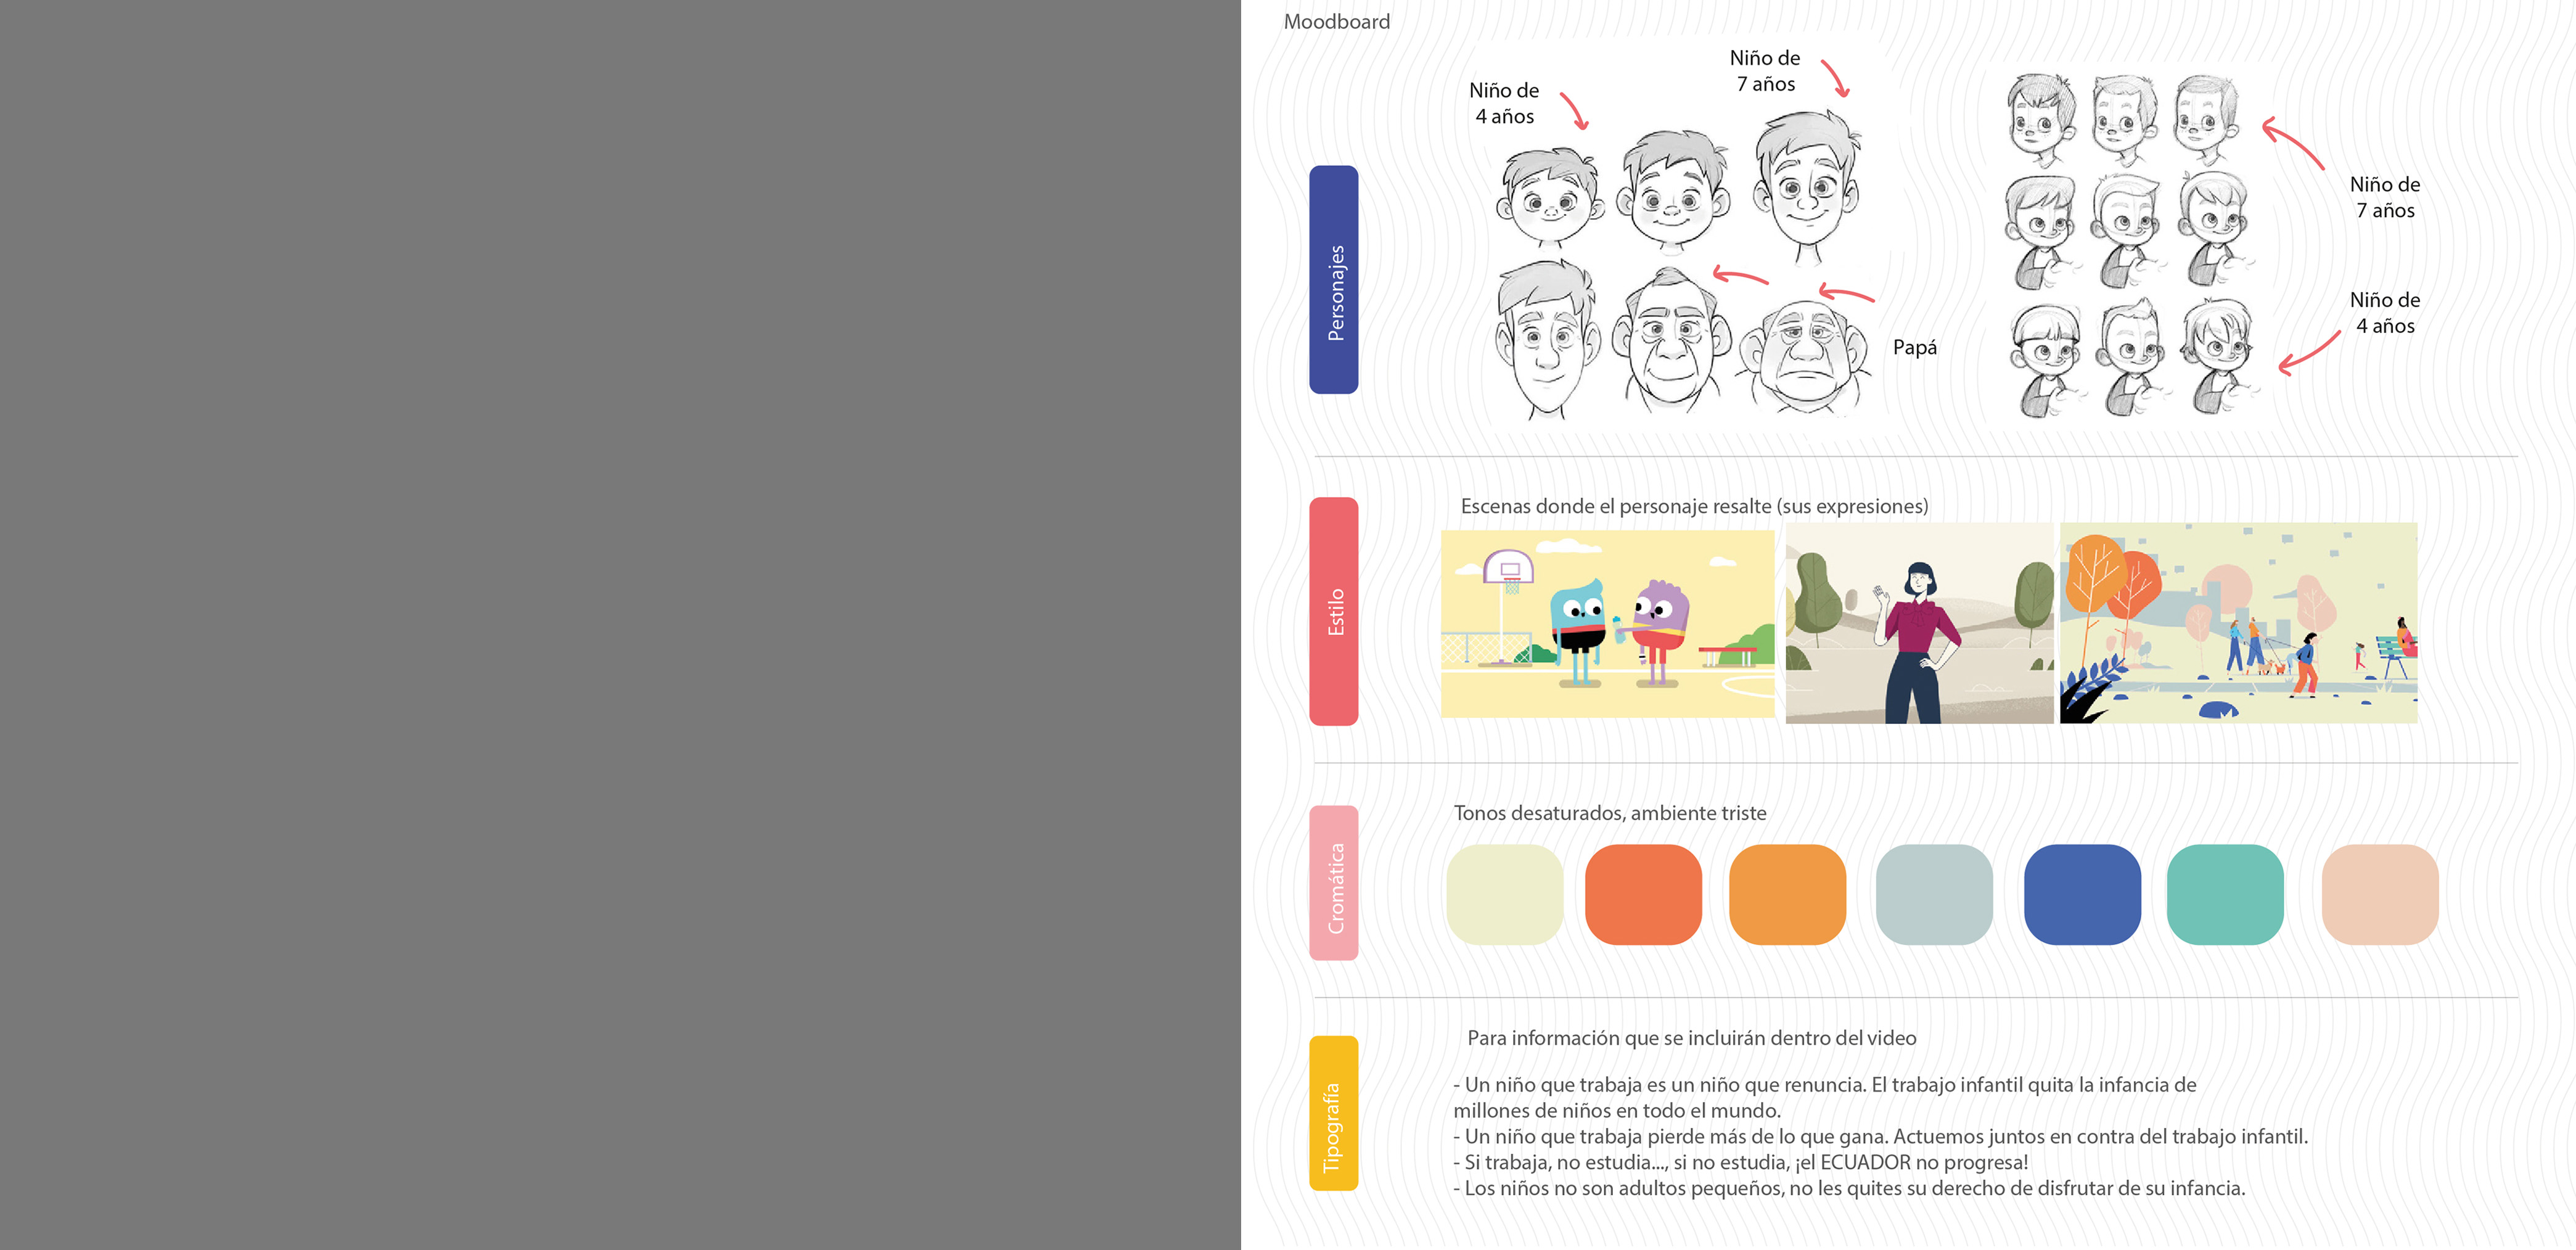 Moodboard
Personajes
Niño de
4 años
Niño de
7 años
Papá
Niño de
7 años
Niño de
4 años
Estilo
Escenas donde el personaje resalte (sus expresiones)
Cromática
Tonos desaturados, ambiente triste
Tipografía
Para información que se incluirán dentro del video
- Un niño que trabaja es un niño que renuncia. El trabajo infantil quita la infancia de
millones de niños en todo el mundo.
- Un niño que trabaja pierde más de lo que gana. Actuemos juntos en contra del trabajo infantil.
- Si trabaja, no estudia..., si no estudia, ¡el ECUADOR no progresa!
- Los niños no son adultos pequeños, no les quites su derecho de disfrutar de su infancia.